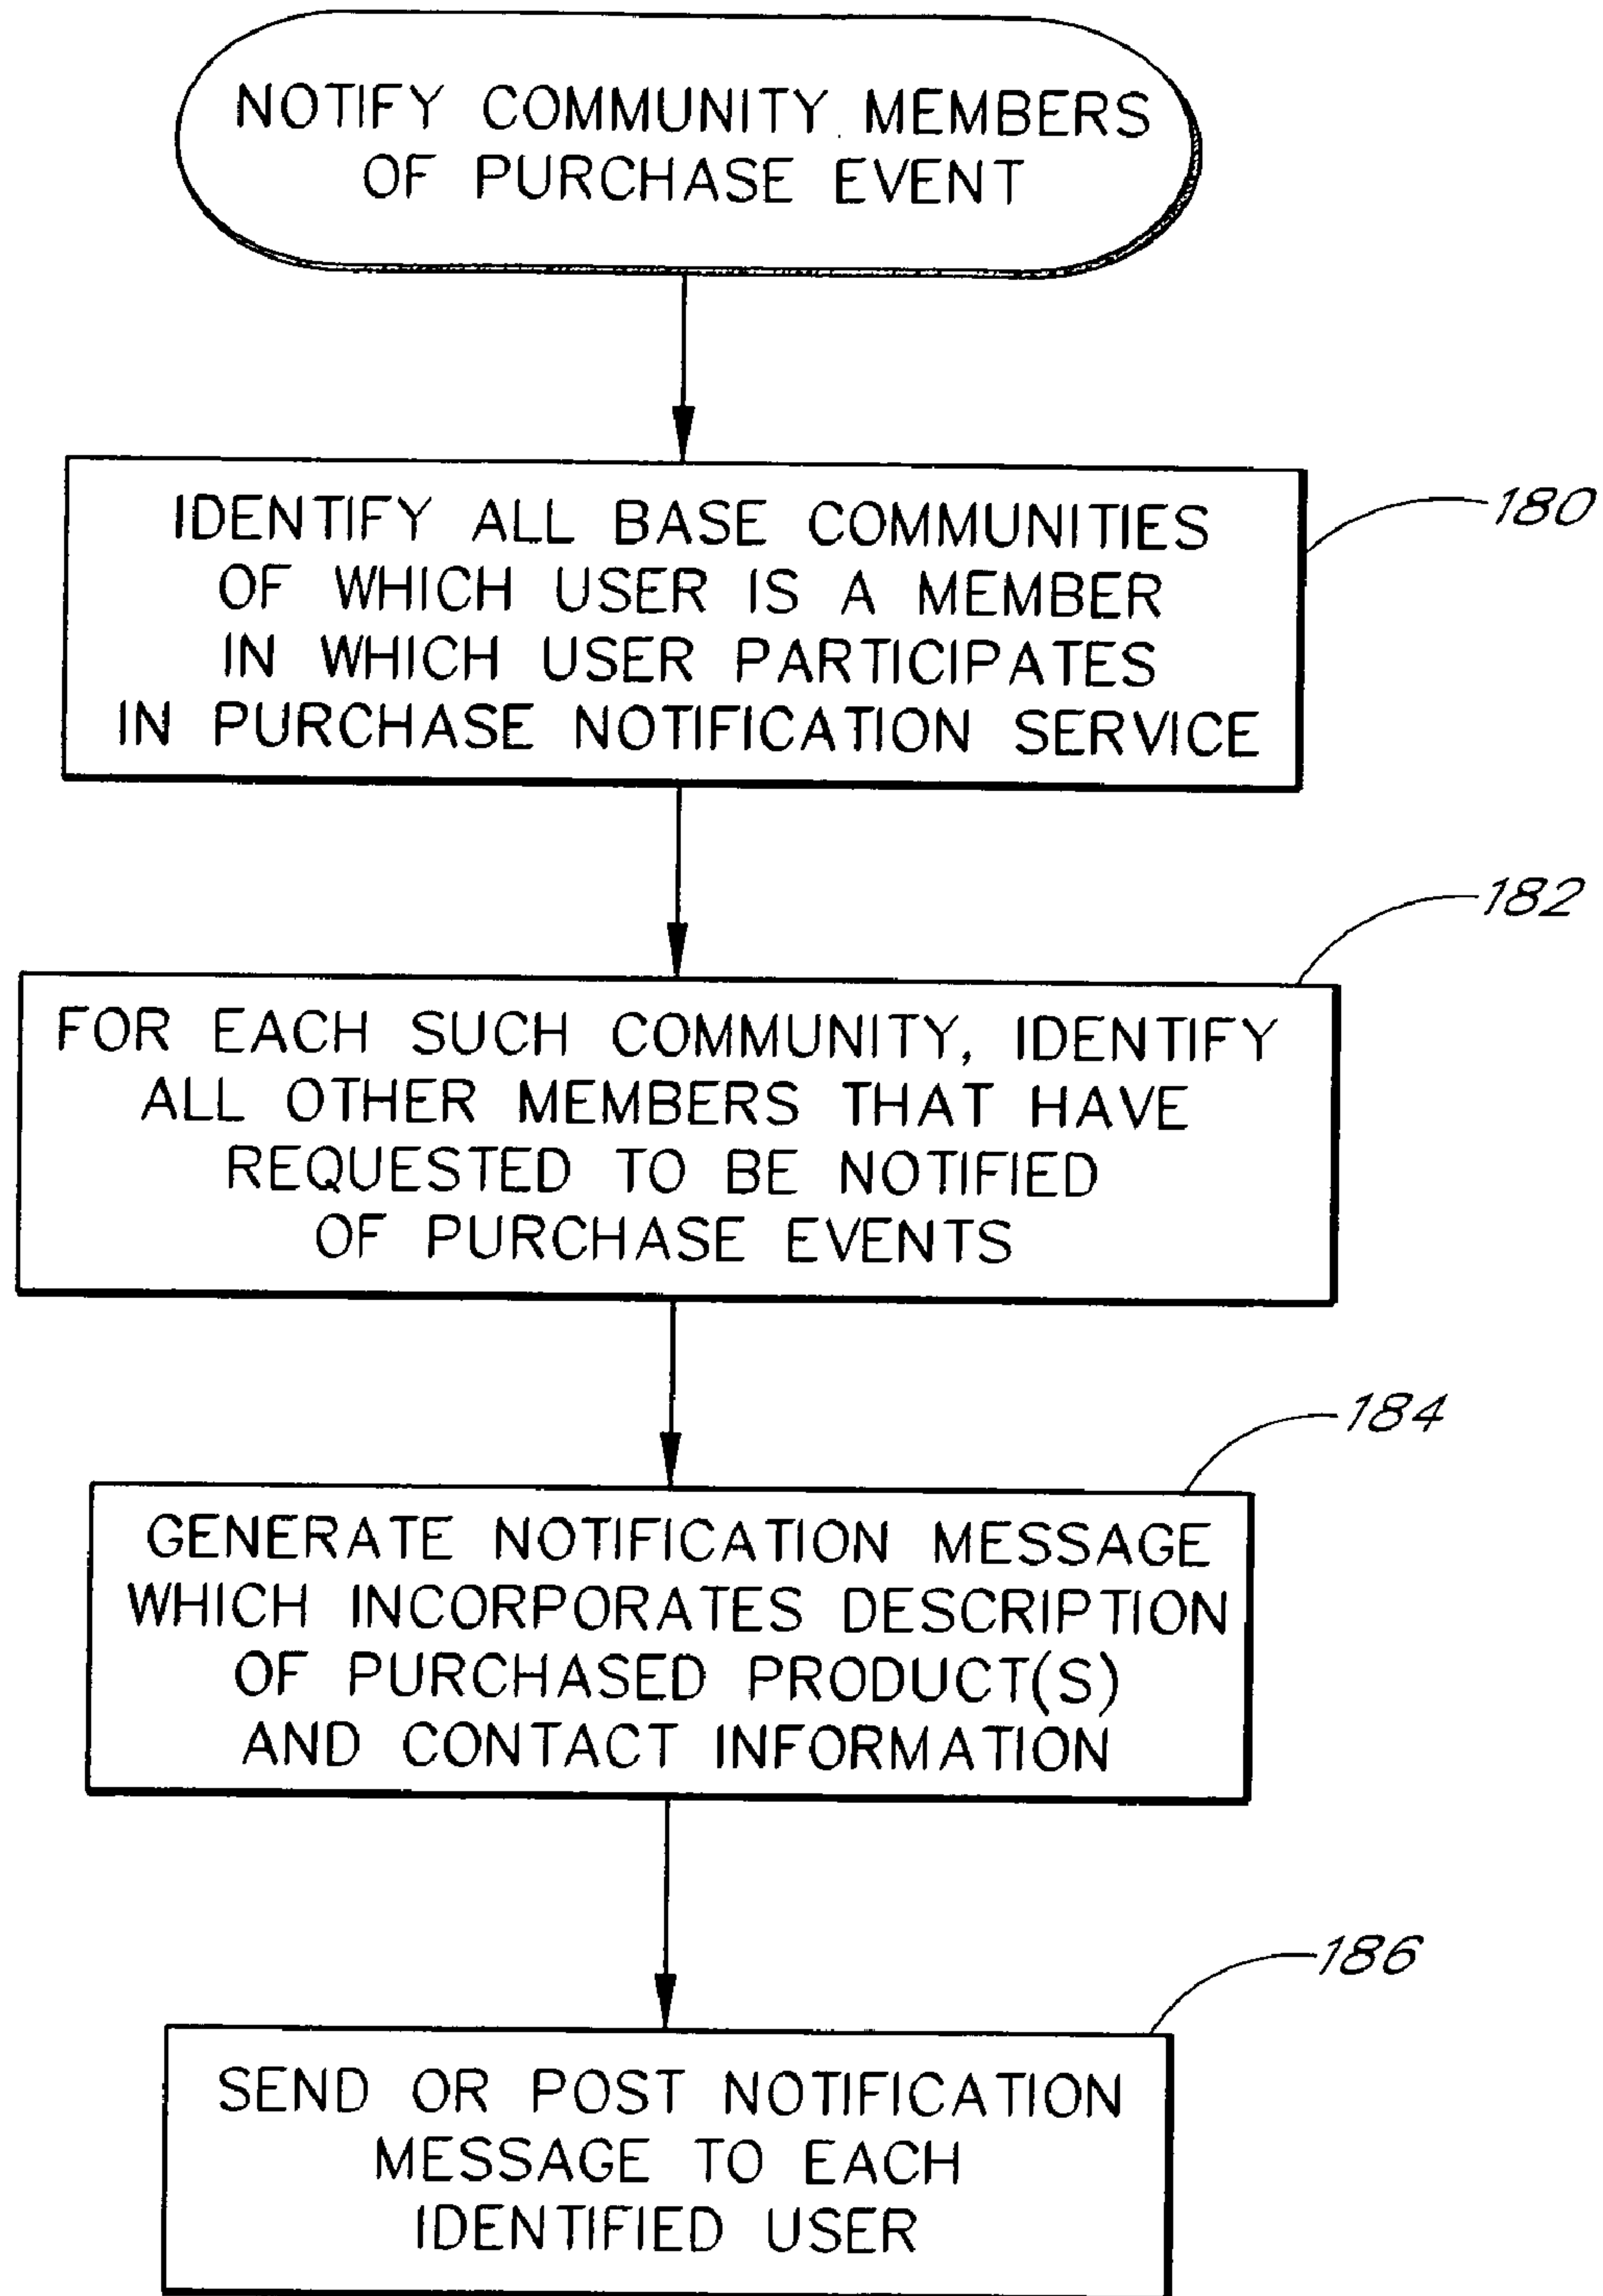 NOTIFY COMMUNITY MEMBERS
OF PURCHASE EVENT
IDENTIFY ALL BASE COMMUNITIES
OF WHICH USER IS A MEMBER
IN WHICH USER PARTICIPATES
IN PURCHASE NOTIFICATION SERVICE
180
FOR EACH SUCH COMMUNITY, IDENTIFY
ALL OTHER MEMBERS THAT HAVE
REQUESTED TO BE NOTIFIED
OF PURCHASE EVENTS
182
GENERATE NOTIFICATION MESSAGE
WHICH INCORPORATES DESCRIPTION
OF PURCHASED PRODUCT(S)
AND CONTACT INFORMATION
184
SEND OR POST NOTIFICATION
MESSAGE TO EACH
IDENTIFIED USER
186